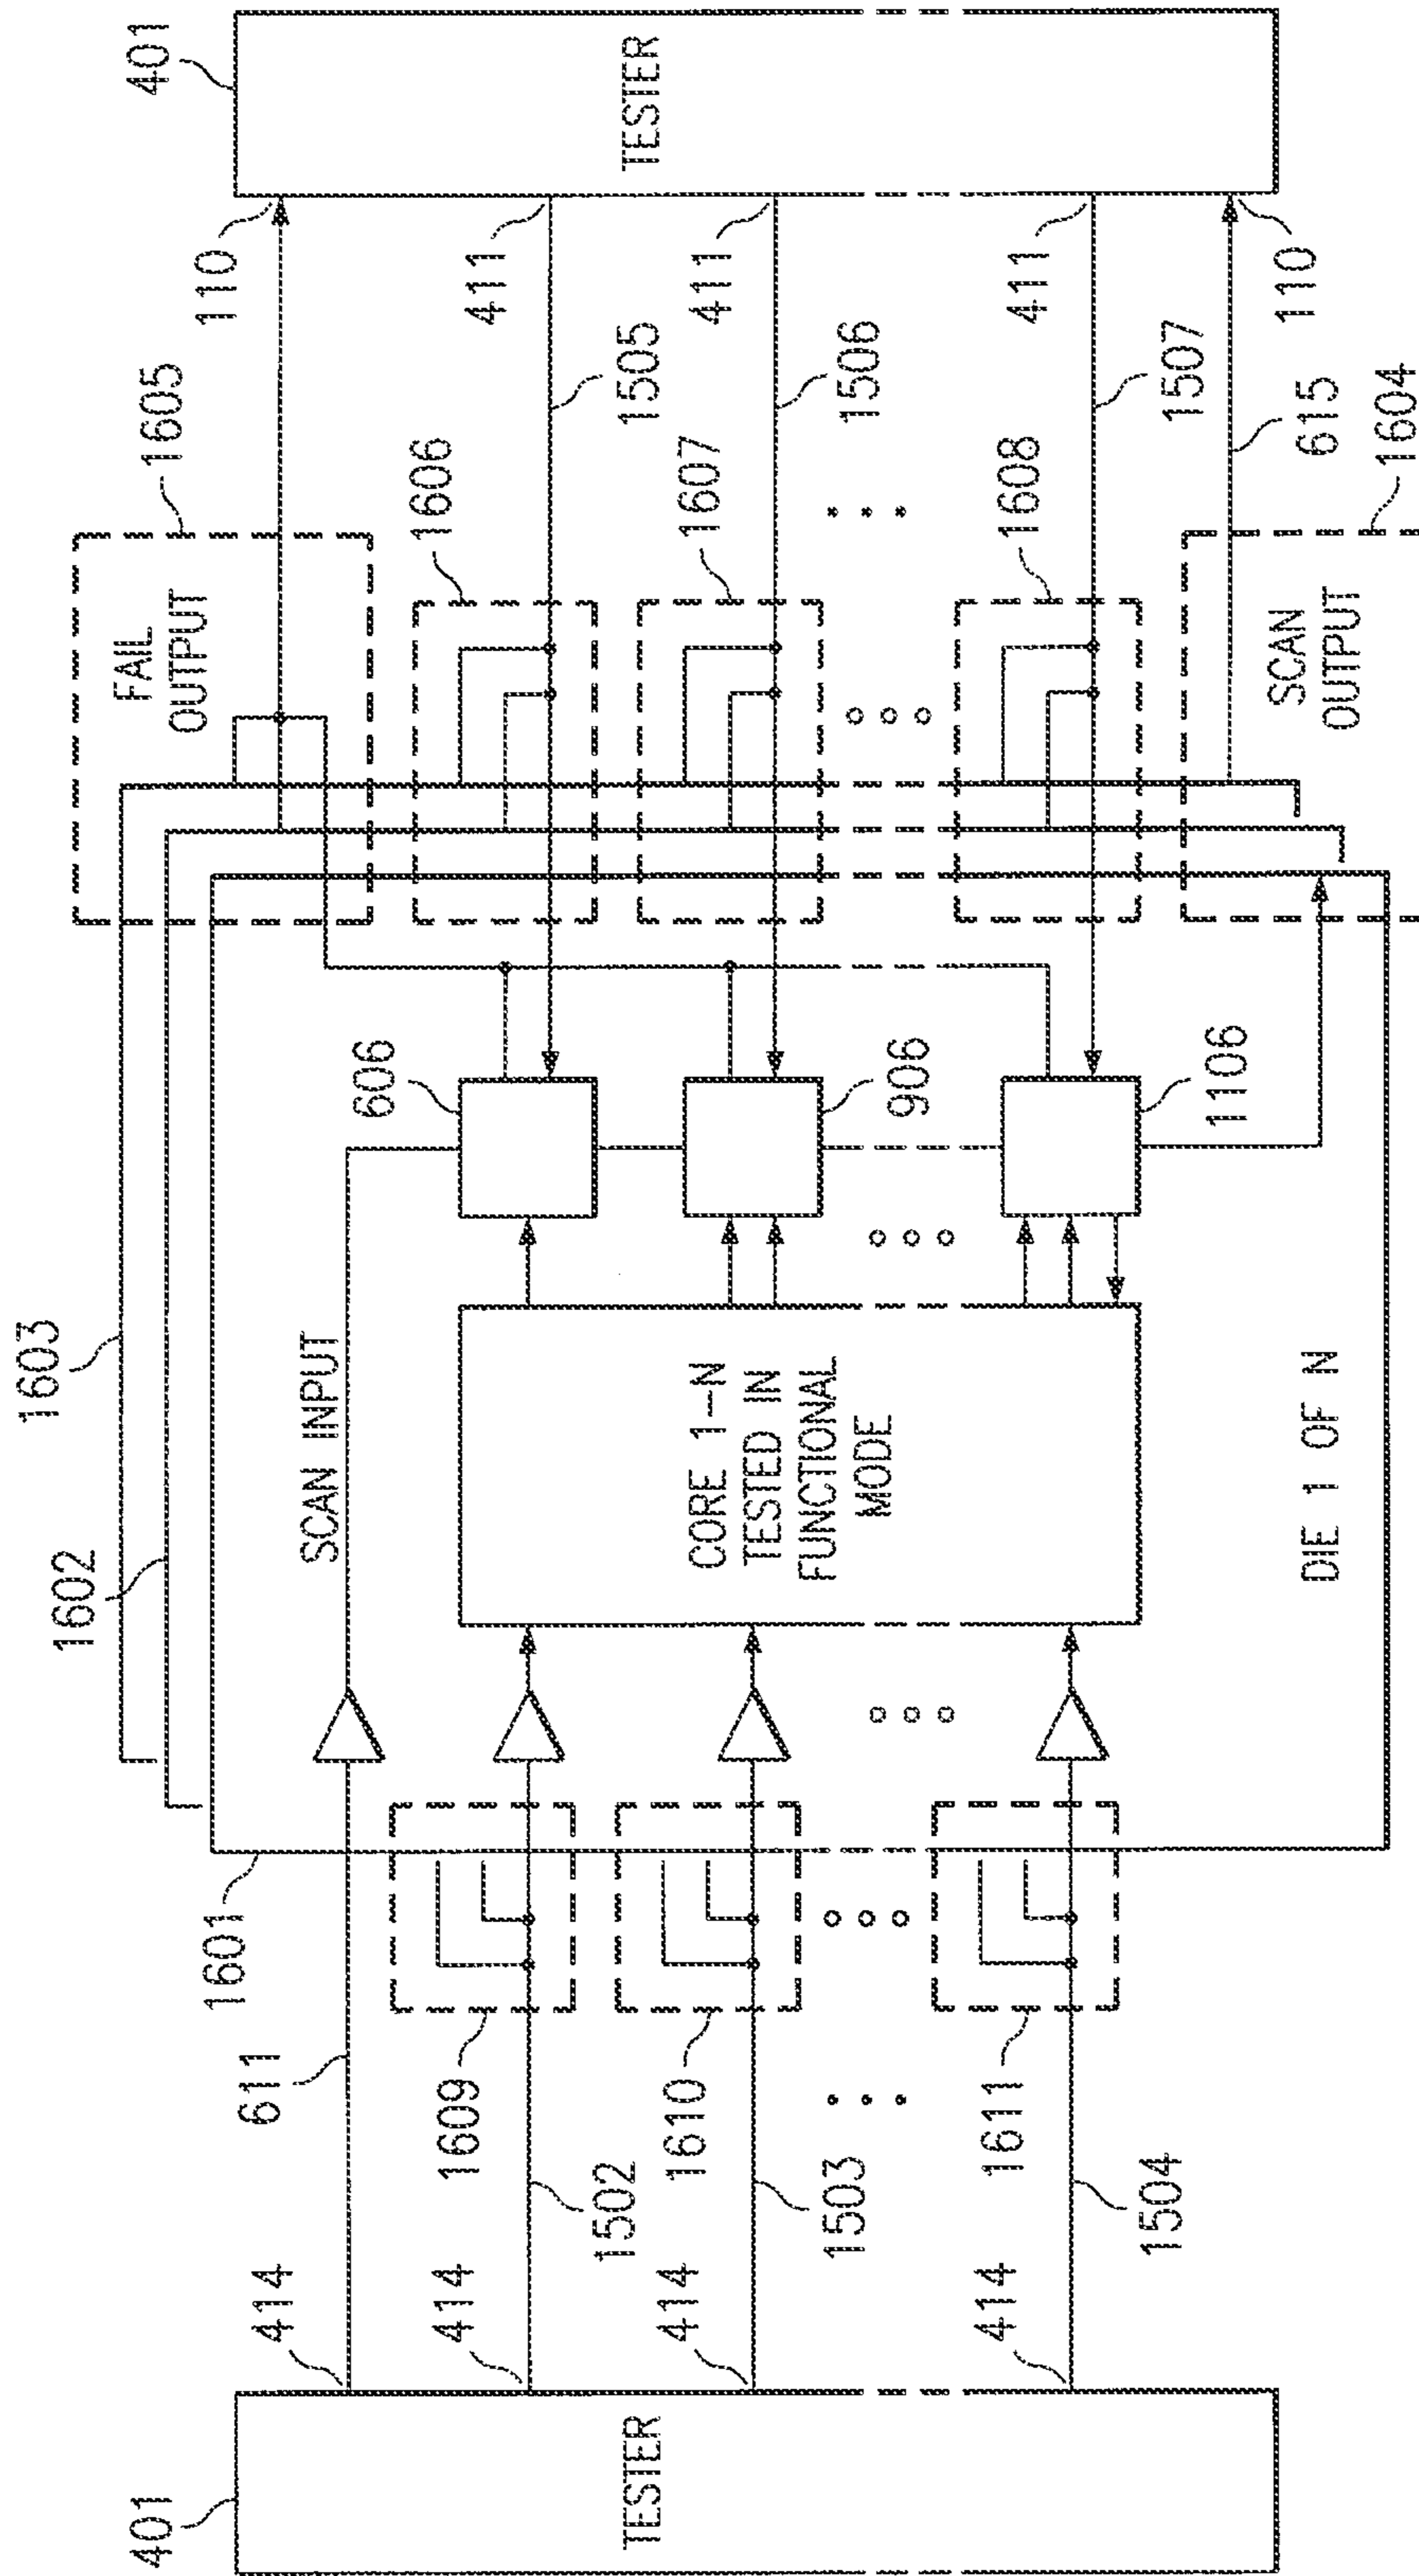 401
TESTER
414
414
414
414
611
1502
1503
1504
1609
1610
1611
1601
1602
1603
SCAN INPUT
CORE 1–N
TESTED IN
FUNCTIONAL
MODE
DIE 1 OF N
606
906
1106
FAIL
OUTPUT
1605
1606
1607
1608
SCAN
OUTPUT
1604
1505
1506
1507
615
110
411
411
411
110
401
TESTER